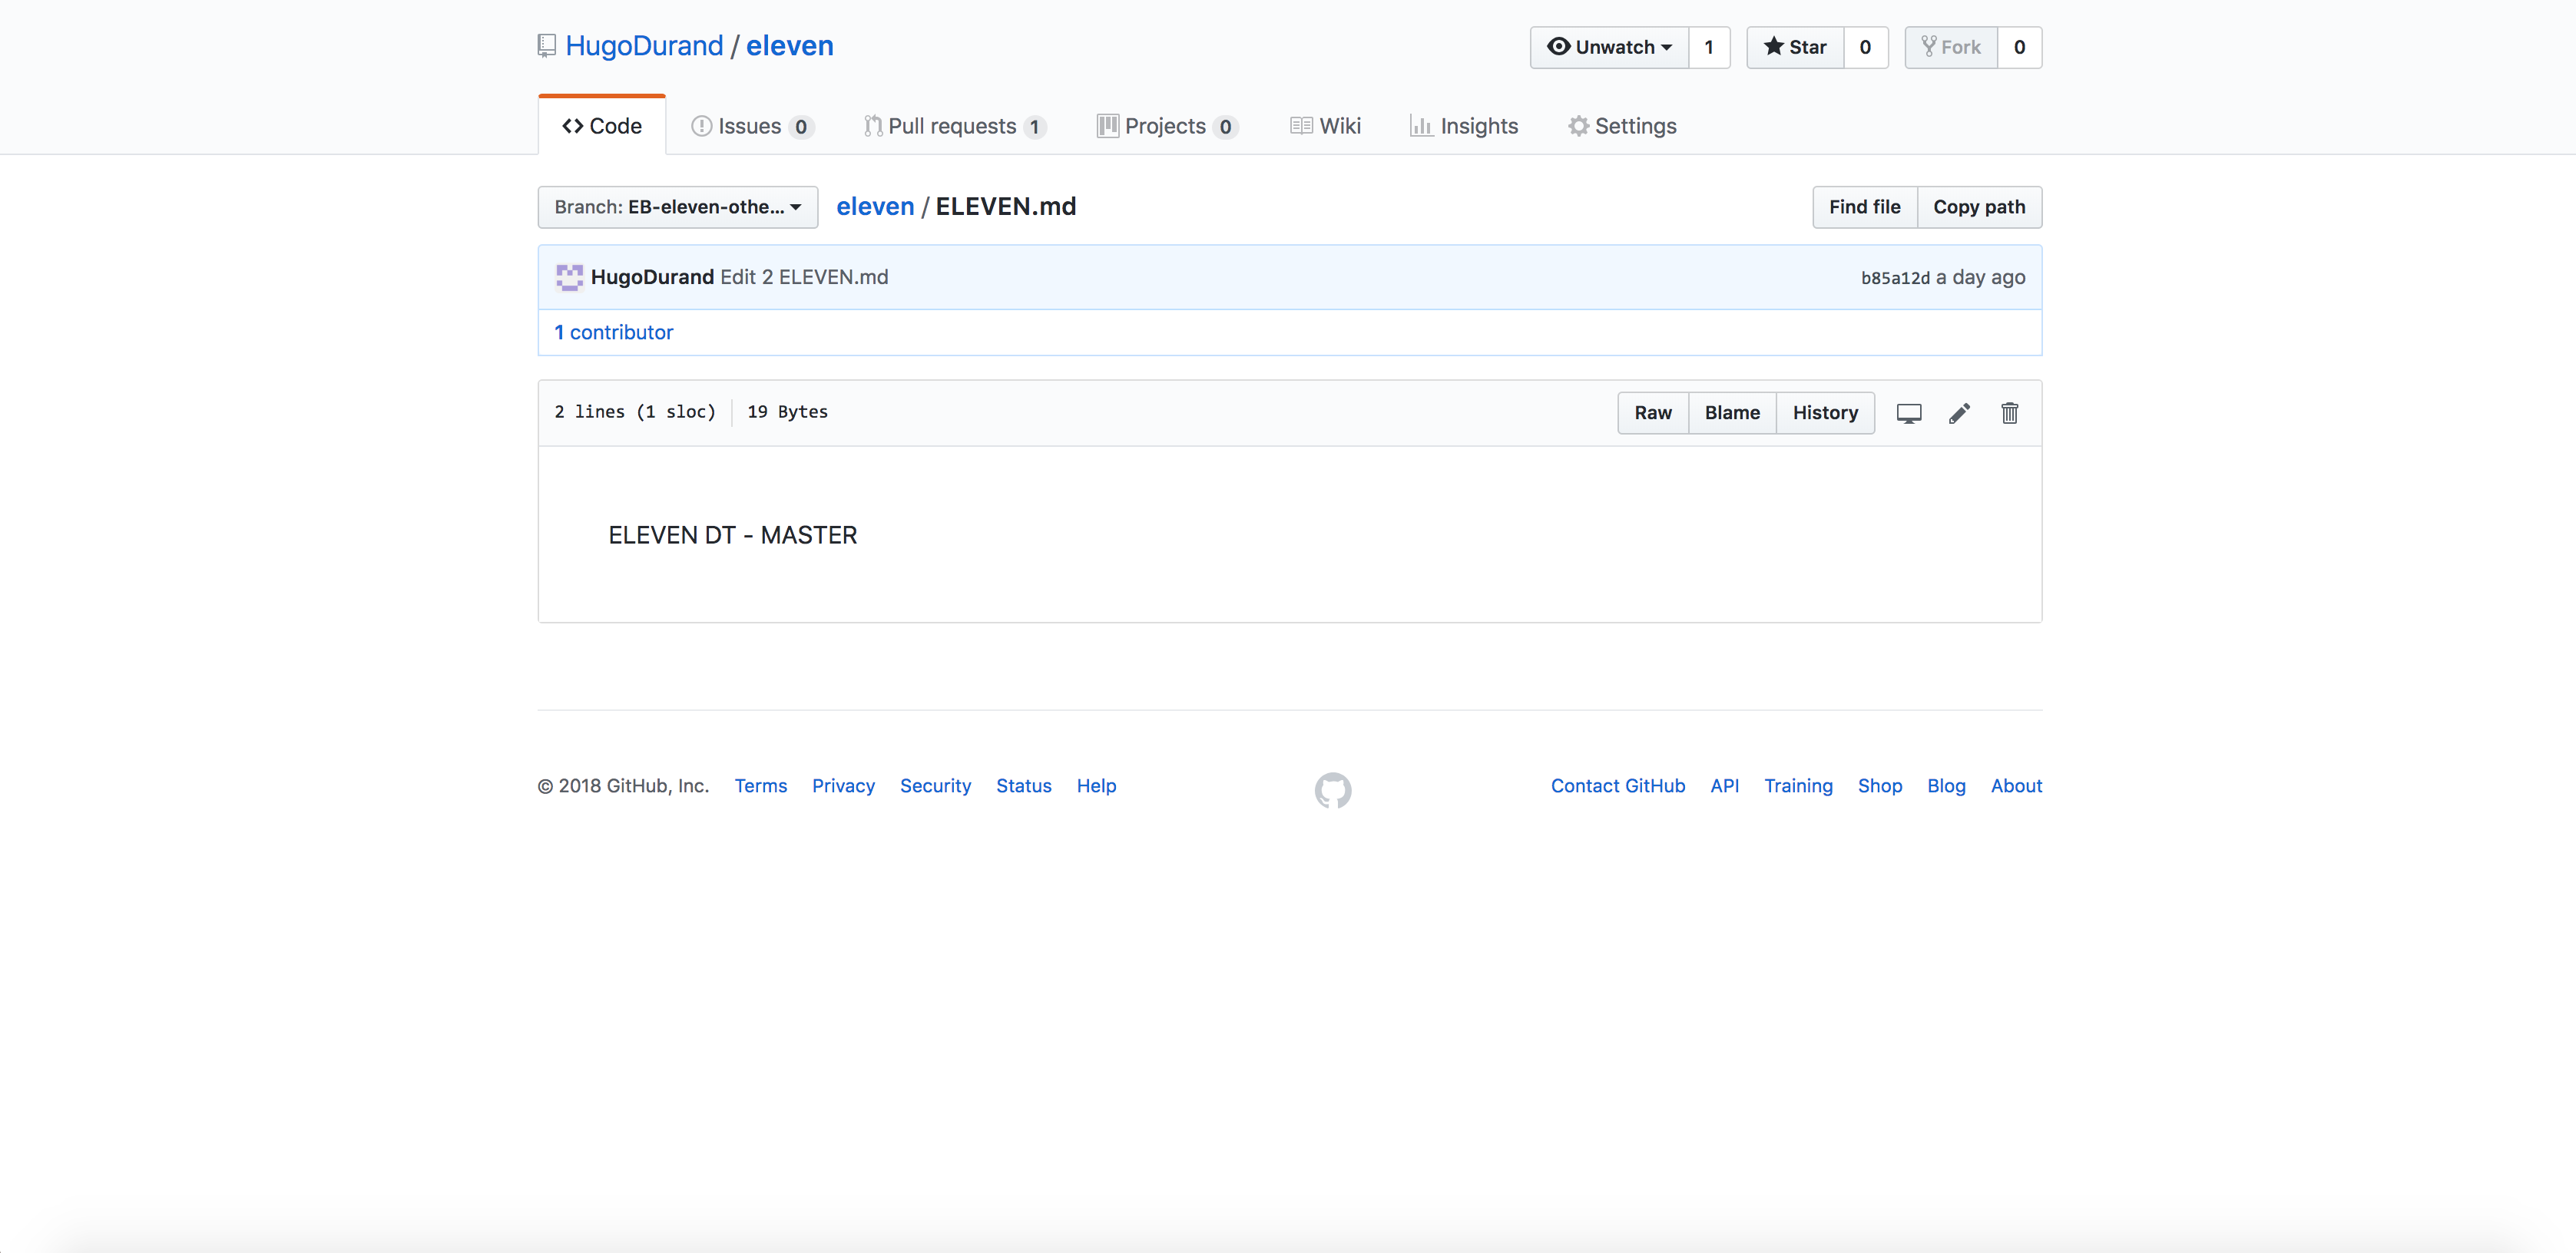 HugoDurand / eleven
Unwatch 1 Star 0 Fork 0
Code Issues 0 Pull requests 1 Projects 0 Wiki Insights Settings
Branch: EB-eleven-othe... eleven / ELEVEN.md Find file Copy path
HugoDurand Edit 2 ELEVEN.md b85a12d a day ago
1 contributor
2 lines (1 sloc) 19 Bytes Raw Blame History
ELEVEN DT - MASTER
© 2018 GitHub, Inc. Terms Privacy Security Status Help Contact GitHub API Training Shop Blog About